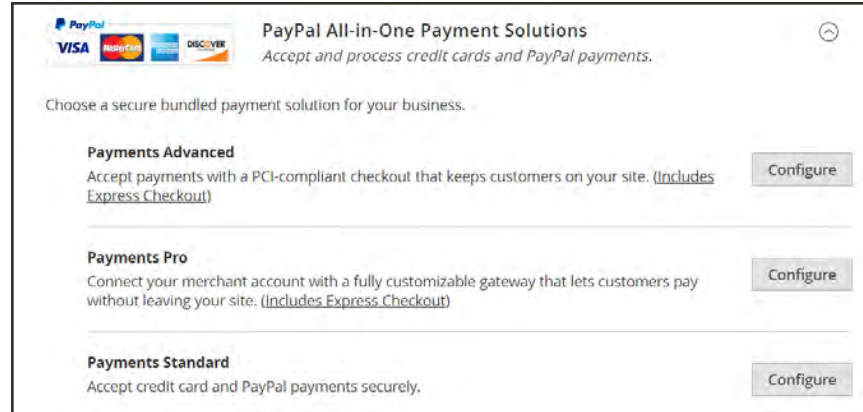 PayPal
VISA MasterCard DISCOVER
PayPal All-in-One Payment Solutions
Accept and process credit cards and PayPal payments.
Choose a secure bundled payment solution for your business.
Payments Advanced
Accept payments with a PCI-compliant checkout that keeps customers on your site. (Includes
Express Checkout)
Configure
Payments Pro
Connect your merchant account with a fully customizable gateway that lets customers pay
without leaving your site. (Includes Express Checkout)
Configure
Payments Standard
Accept credit card and PayPal payments securely.
Configure